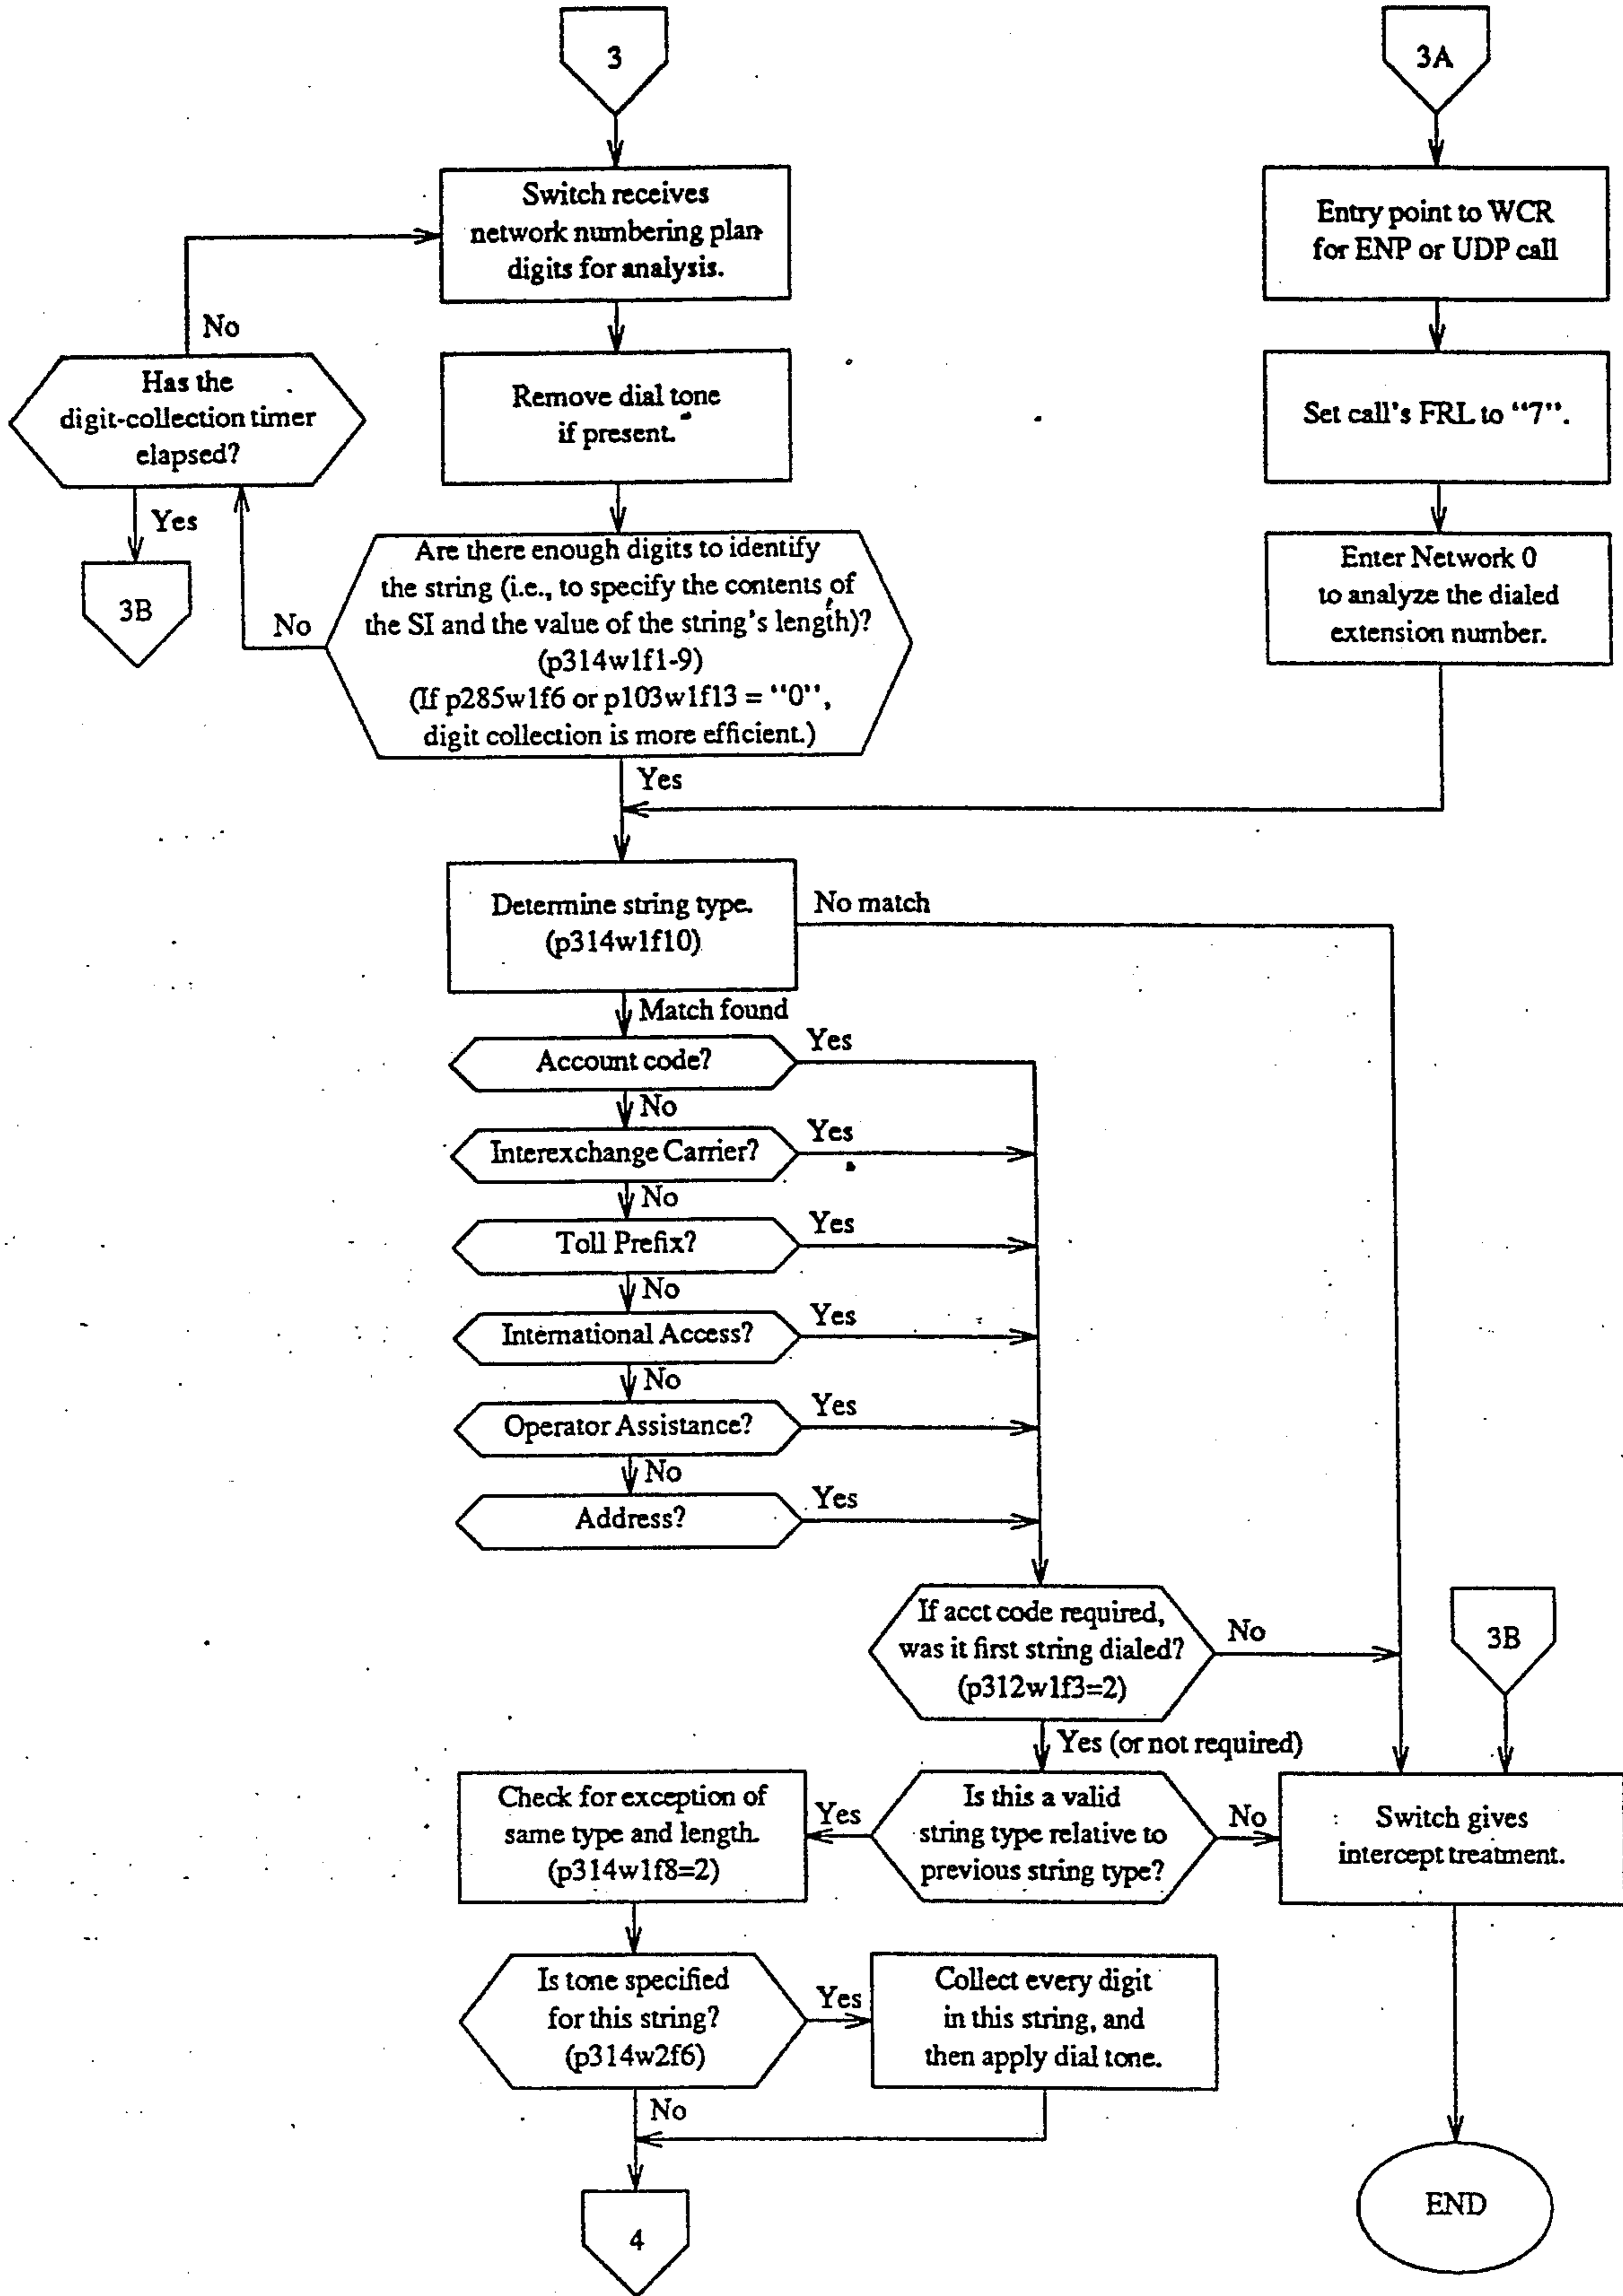 3
3A
Switch receives
network numbering plan
digits for analysis.
Entry point to WCR
for ENP or UDP call
No
Has the
digit-collection timer
elapsed?
Remove dial tone
if present.
Set call's FRL to “7”.
Yes
3B
No
Are there enough digits to identify
the string (i.e., to specify the contents of
the SI and the value of the string's length)?
(p314w1f1-9)
(If p285w1f6 or p103w1f13 = “0”,
digit collection is more efficient.)
Enter Network 0
to analyze the dialed
extension number.
Yes
Determine string type.
(p314w1f10)
No match
Match found
Account code?
Yes
No
Interexchange Carrier?
Yes
No
Toll Prefix?
Yes
No
International Access?
Yes
No
Operator Assistance?
Yes
No
Address?
Yes
If acct code required,
was it first string dialed?
(p312w1f3=2)
No
3B
Yes (or not required)
Check for exception of
same type and length.
(p314w1f8=2)
Yes
Is this a valid
string type relative to
previous string type?
No
Switch gives
intercept treatment.
Is tone specified
for this string?
(p314w2f6)
Yes
Collect every digit
in this string, and
then apply dial tone.
No
4
END